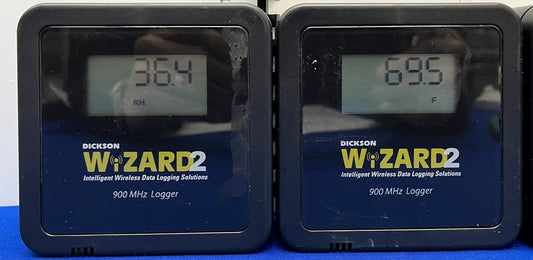 36.4
RH
DICKSON
WiZARD2
Intelligent Wireless Data Logging Solutions
900 MHz Logger
69.5
F
DICKSON
WiZARD2
Intelligent Wireless Data Logging Solutions
900 MHz Logger